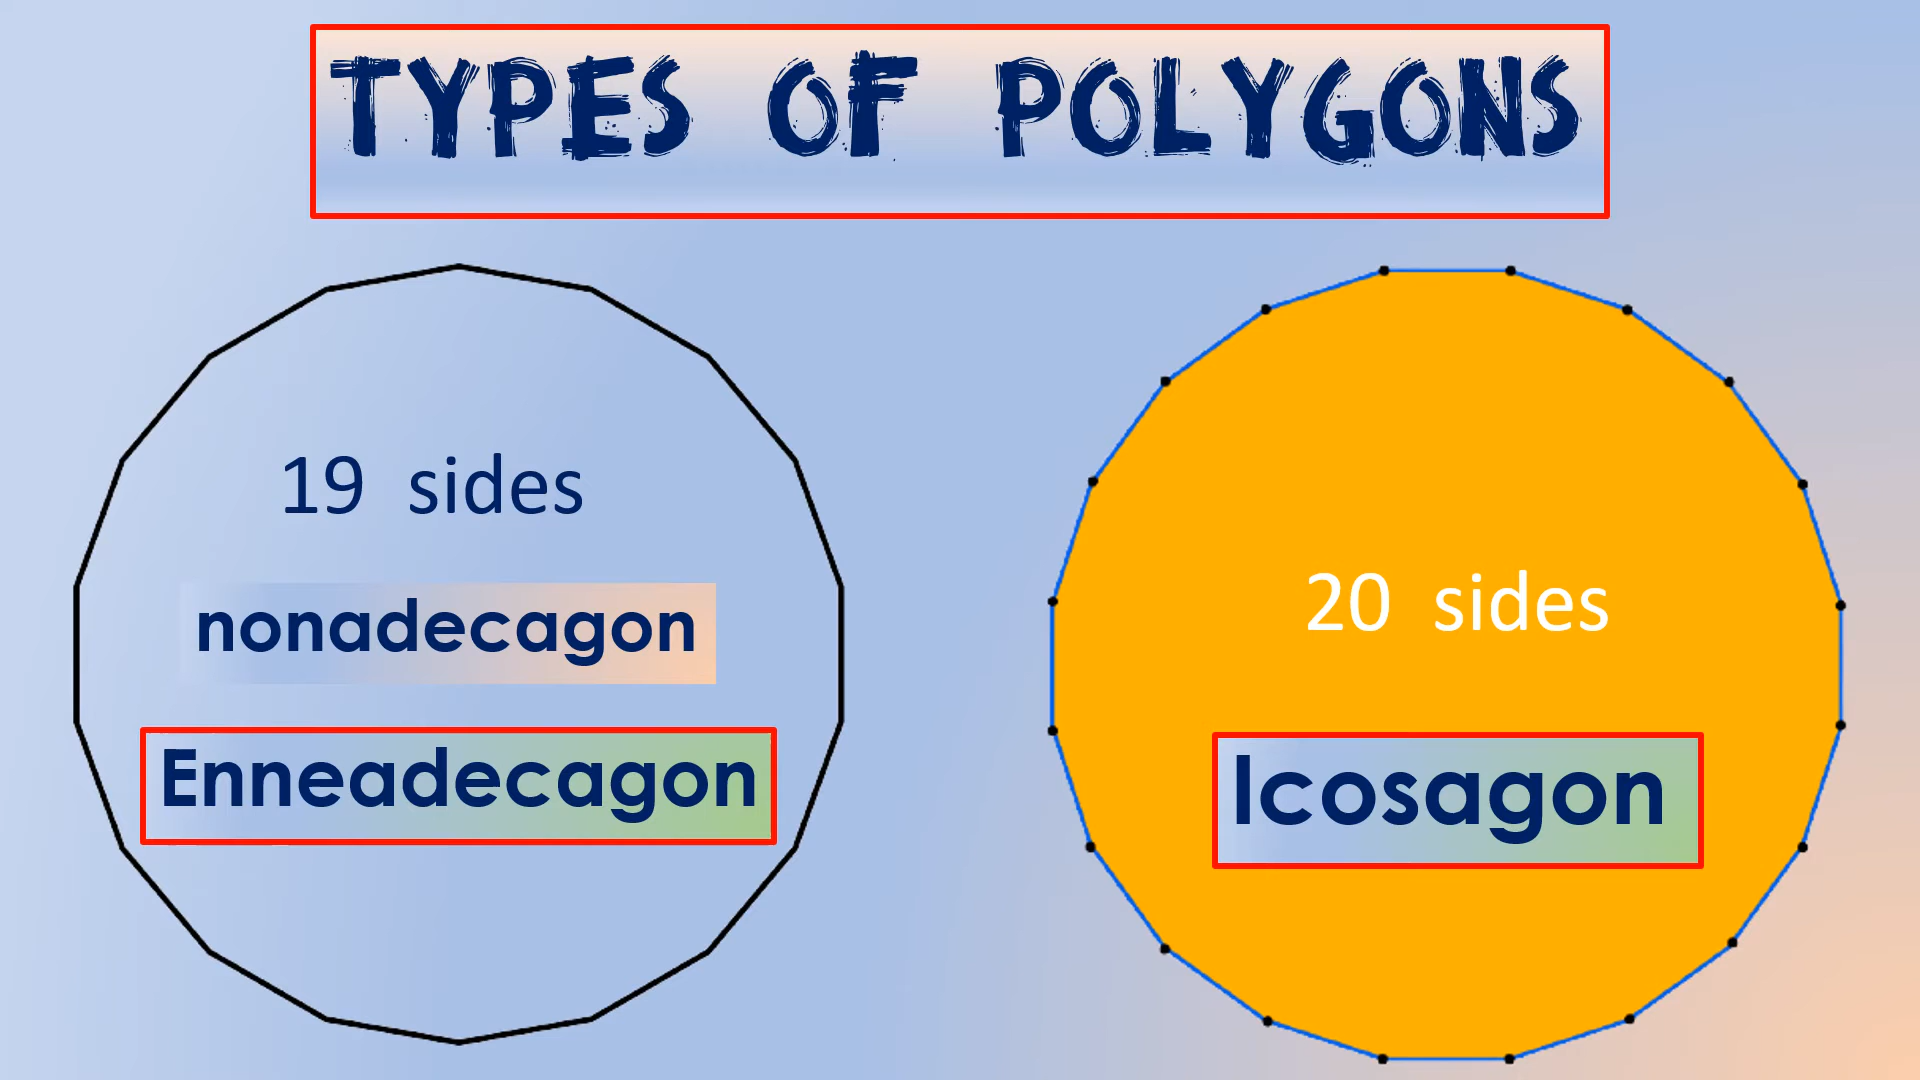 TYPES OF POLYGONS
19 sides
nonadecagon
Enneadecagon
20 sides
Icosagon